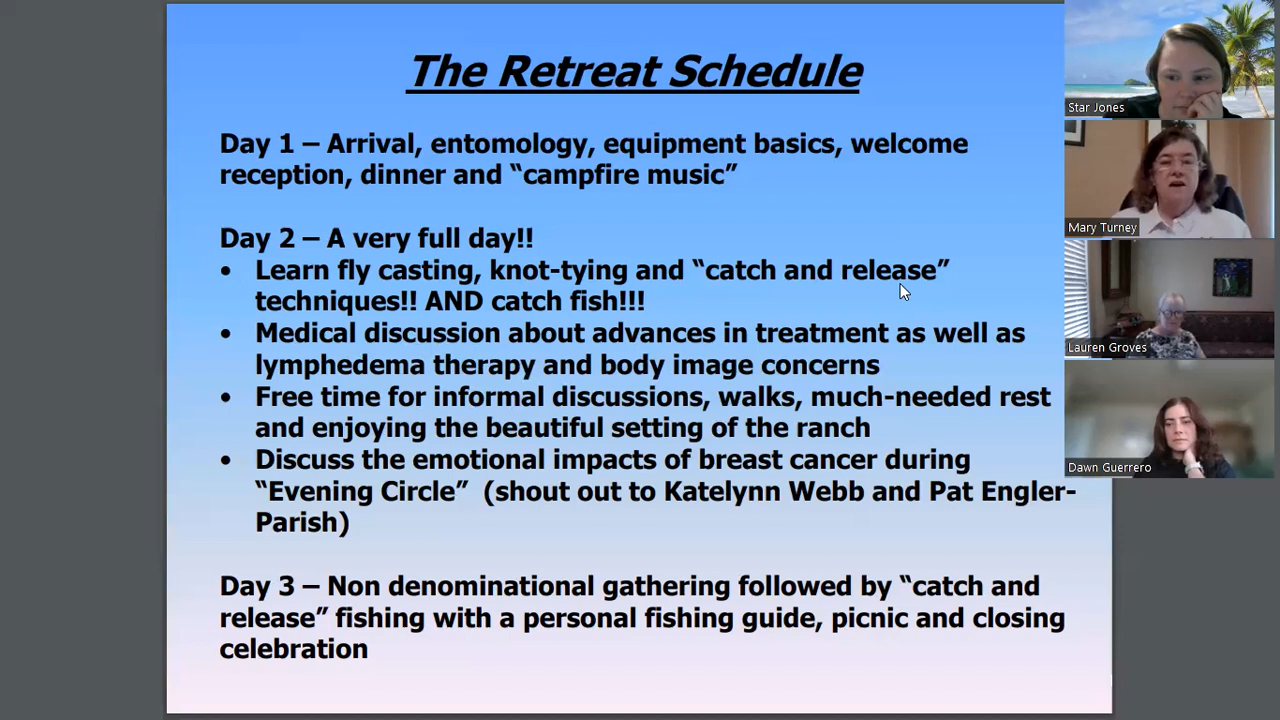 The Retreat Schedule
Day 1 – Arrival, entomology, equipment basics, welcome
reception, dinner and “campfire music”
Day 2 – A very full day!!
• Learn fly casting, knot-tying and “catch and release”
techniques!! AND catch fish!!!
• Medical discussion about advances in treatment as well as
lymphedema therapy and body image concerns
• Free time for informal discussions, walks, much-needed rest
and enjoying the beautiful setting of the ranch
• Discuss the emotional impacts of breast cancer during
“Evening Circle” (shout out to Katelynn Webb and Pat Engler-
Parish)
Day 3 – Non denominational gathering followed by “catch and
release” fishing with a personal fishing guide, picnic and closing
celebration
Star Jones
Mary Turney
Lauren Groves
Dawn Guerrero